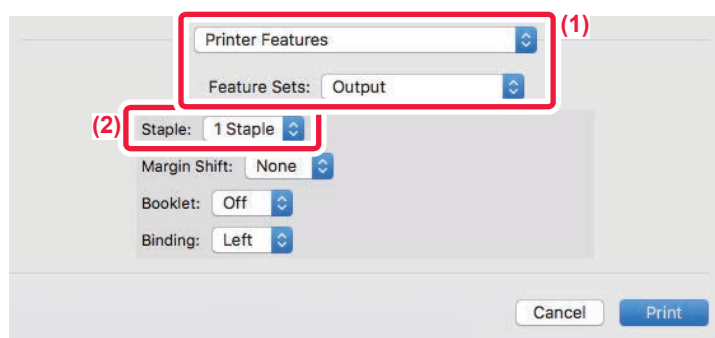 Printer Features
(1)
Feature Sets: Output
(2)
Staple: 1 Staple
Margin Shift: None
Booklet: Off
Binding: Left
Cancel Print